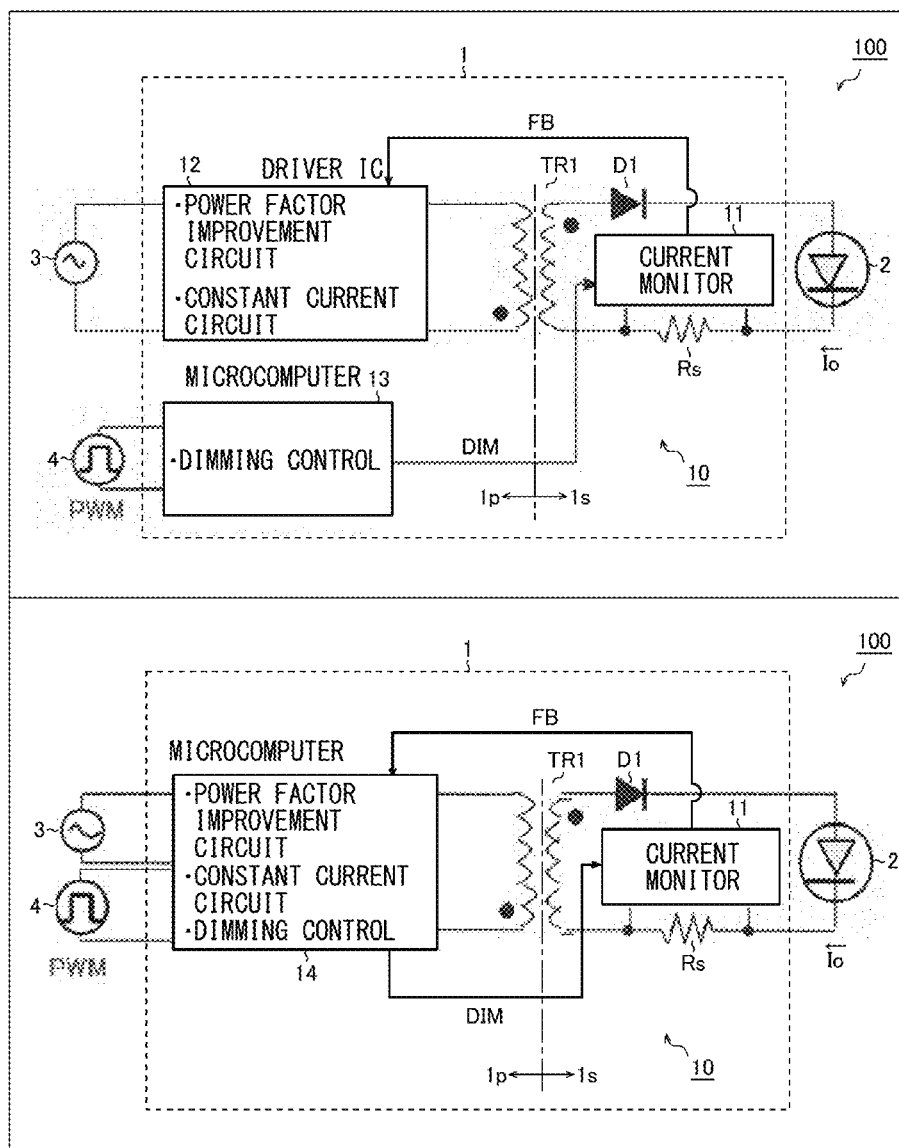 1
100
FB
12
DRIVER IC
TR1
D1
11
・POWER FACTOR
IMPROVEMENT
CIRCUIT
・CONSTANT CURRENT
CIRCUIT
3
CURRENT
MONITOR
2
Rs
Io
MICROCOMPUTER
13
・DIMMING CONTROL
4
PWM
DIM
1p
1s
10
1
100
FB
MICROCOMPUTER
TR1
D1
11
・POWER FACTOR
IMPROVEMENT
CIRCUIT
・CONSTANT CURRENT
CIRCUIT
・DIMMING CONTROL
3
4
PWM
14
CURRENT
MONITOR
2
Rs
Io
DIM
1p
1s
10